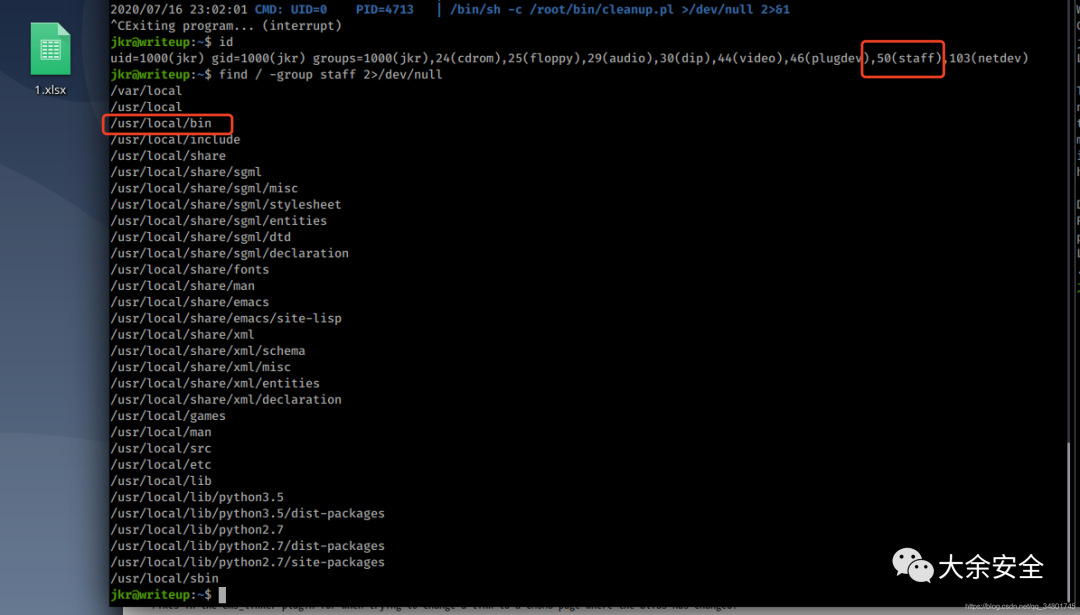 2020/07/16 23:02:01 CMD: UID=0    PID=4713   | /bin/sh -c /root/bin/cleanup.pl >/dev/null 2>&1
^CExiting program... (interrupt)
jkr@writeup:~$ id
uid=1000(jkr) gid=1000(jkr) groups=1000(jkr),24(cdrom),25(floppy),29(audio),30(dip),44(video),46(plugdev),50(staff),103(netdev)
jkr@writeup:~$ find / -group staff 2>/dev/null
/var/local
/usr/local
/usr/local/bin
/usr/local/include
/usr/local/share
/usr/local/share/sgml
/usr/local/share/sgml/misc
/usr/local/share/sgml/stylesheet
/usr/local/share/sgml/entities
/usr/local/share/sgml/dtd
/usr/local/share/sgml/declaration
/usr/local/share/fonts
/usr/local/share/man
/usr/local/share/emacs
/usr/local/share/emacs/site-lisp
/usr/local/share/xml
/usr/local/share/xml/schema
/usr/local/share/xml/misc
/usr/local/share/xml/entities
/usr/local/share/xml/declaration
/usr/local/games
/usr/local/man
/usr/local/src
/usr/local/etc
/usr/local/lib
/usr/local/lib/python3.5
/usr/local/lib/python3.5/dist-packages
/usr/local/lib/python2.7
/usr/local/lib/python2.7/dist-packages
/usr/local/lib/python2.7/site-packages
/usr/local/sbin
jkr@writeup:~$
1.xlsx
大余安全
https://blog.csdn.net/qq_34801745